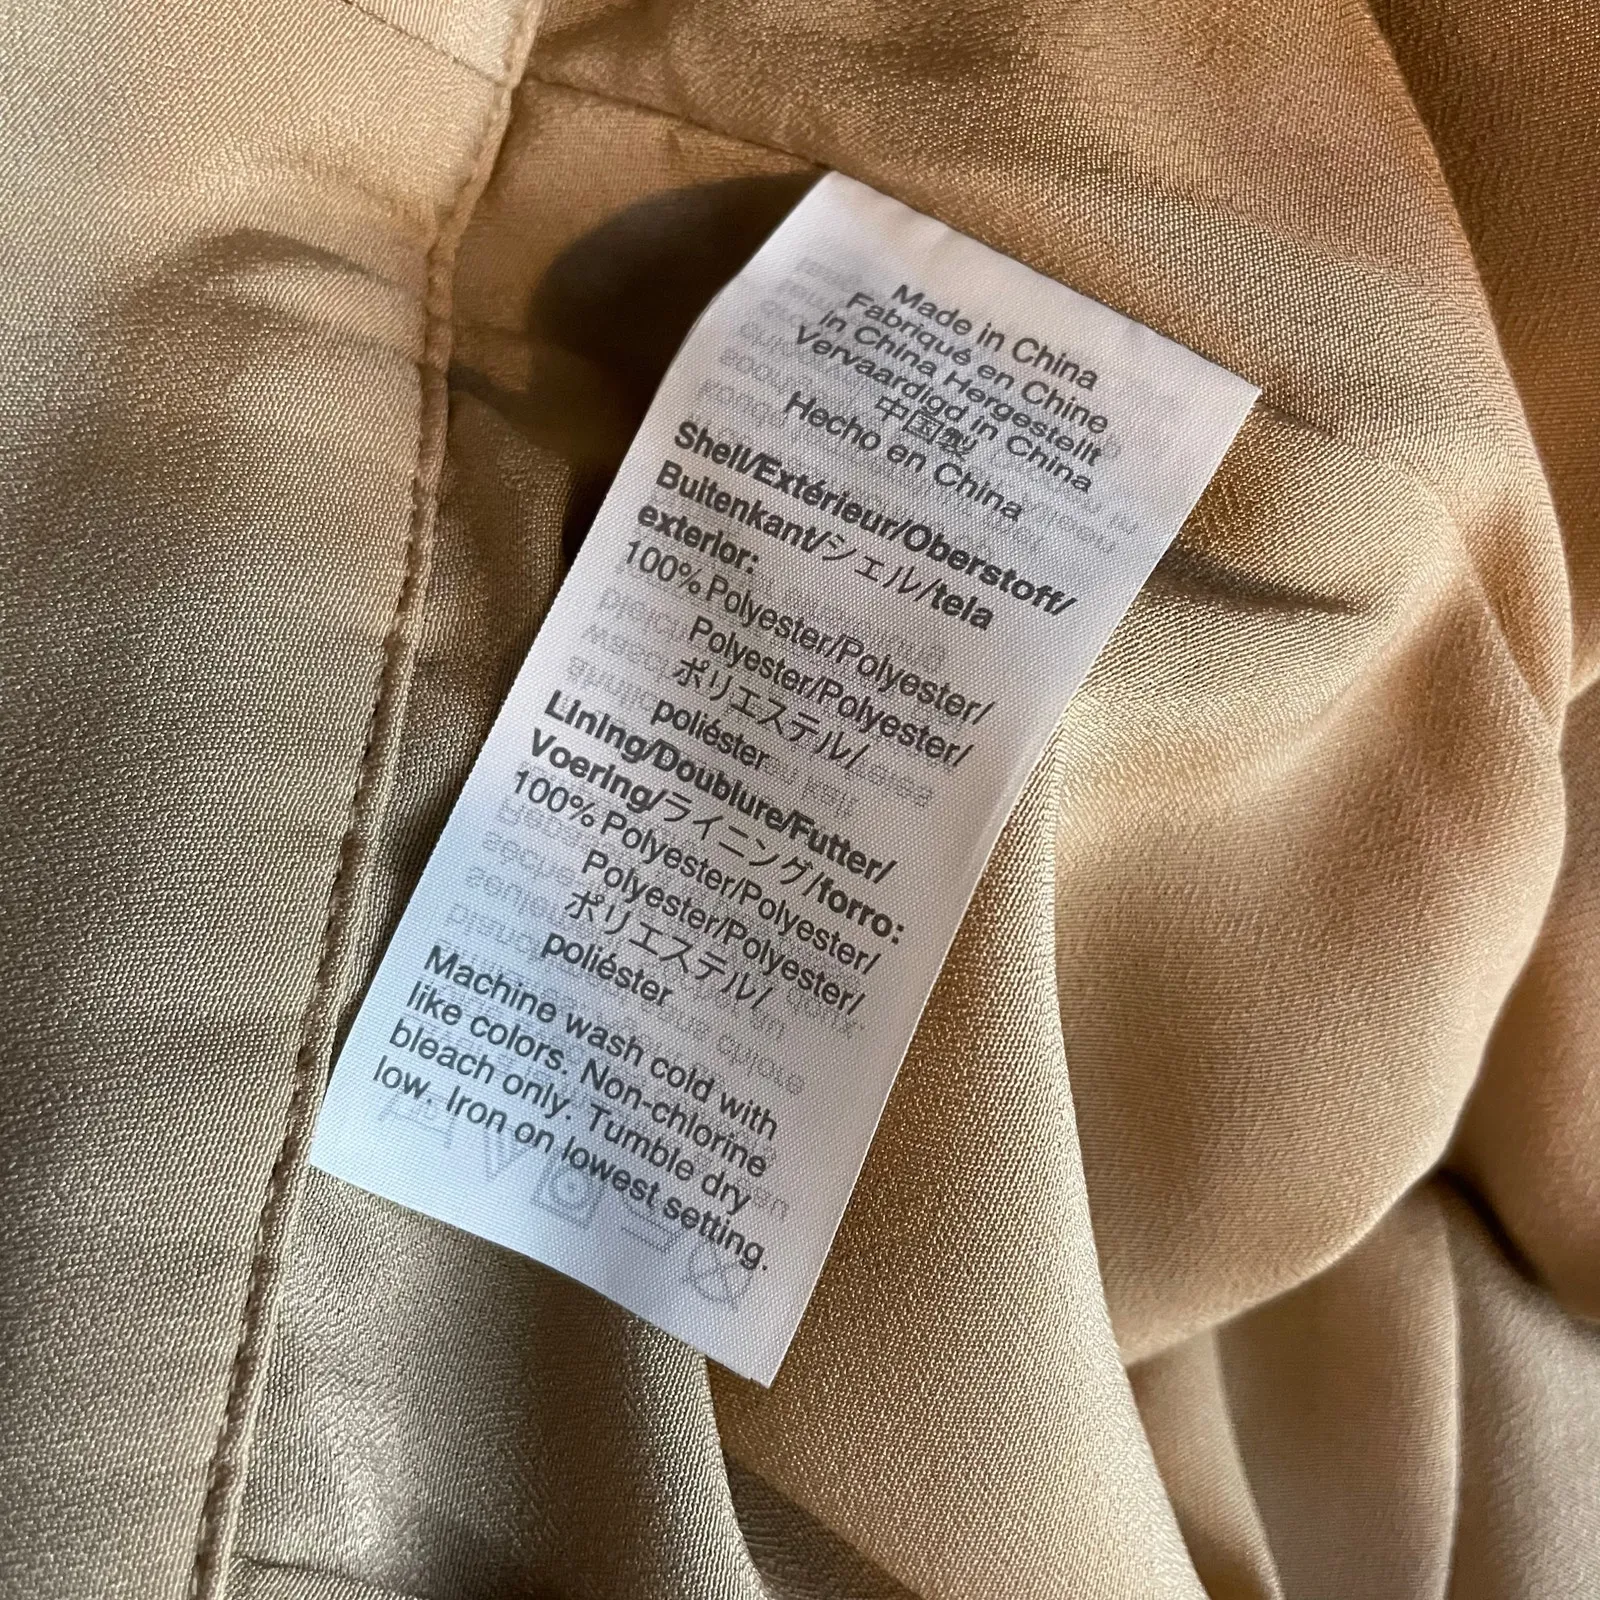 Made in China
Fabriqué en Chine
In China Hergestellt
Vervaardigd in China
中国製
Hecho en China
Shell/Extérieur/Oberstoff/
Buitenkant/シェル/tela
exterior:
100% Polyester/Polyester/
Polyester/Polyester/
ポリエステル/
poliéster
Lining/Doublure/Futter/
Voering/ライニング/forro:
100% Polyester/Polyester/
Polyester/Polyester/
ポリエステル/
poliéster
Machine wash cold with
like colors. Non-chlorine
bleach only. Tumble dry
low. Iron on lowest setting.